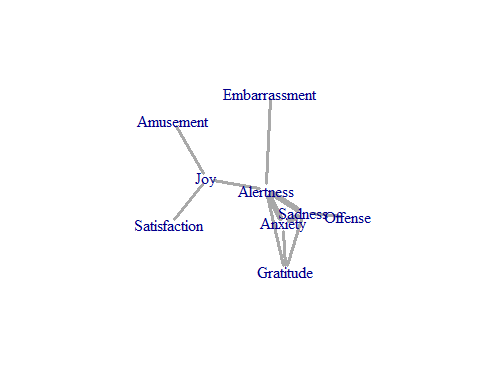 Embarrassment
Amusement
Joy
Alertness
Sadness
Offense
Anxiety
Satisfaction
Gratitude